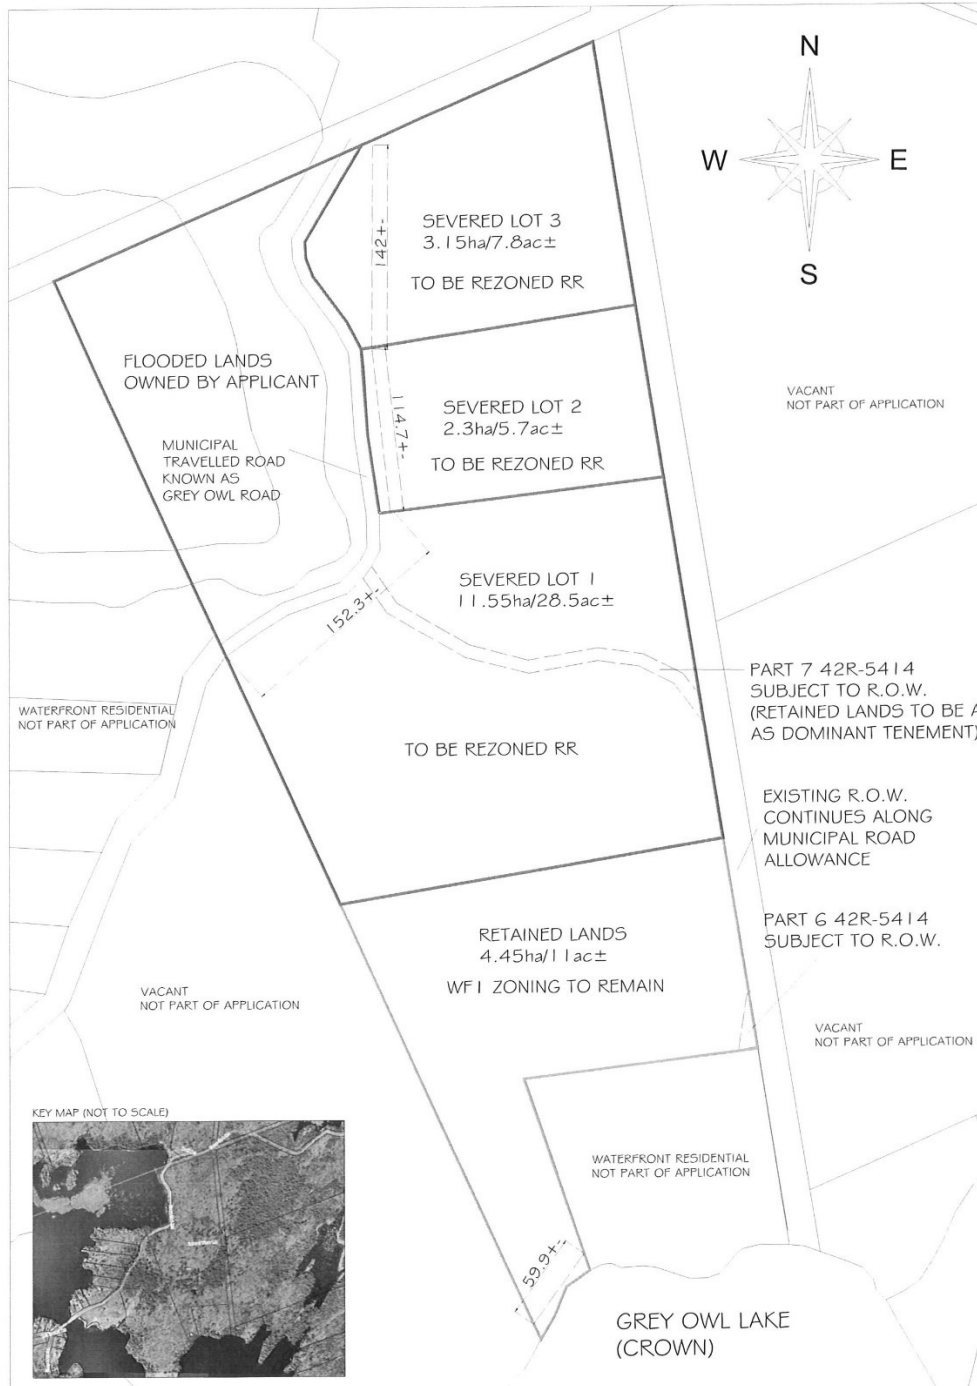 N
W E
S
SEVERED LOT 3
3.15ha/7.8ac±
TO BE REZONED RR
142+-
FLOODED LANDS
OWNED BY APPLICANT
MUNICIPAL
TRAVELLED ROAD
KNOWN AS
GREY OWL ROAD
SEVERED LOT 2
2.3ha/5.7ac±
TO BE REZONED RR
114.7+-
VACANT
NOT PART OF APPLICATION
SEVERED LOT 1
11.55ha/28.5ac±
152.3+-
TO BE REZONED RR
WATERFRONT RESIDENTIAL
NOT PART OF APPLICATION
PART 7 42R-5414
SUBJECT TO R.O.W.
(RETAINED LANDS TO BE
AS DOMINANT TENEMENT)
EXISTING R.O.W.
CONTINUES ALONG
MUNICIPAL ROAD
ALLOWANCE
PART 6 42R-5414
SUBJECT TO R.O.W.
RETAINED LANDS
4.45ha/11ac±
WF1 ZONING TO REMAIN
VACANT
NOT PART OF APPLICATION
VACANT
NOT PART OF APPLICATION
KEY MAP (NOT TO SCALE)
WATERFRONT RESIDENTIAL
NOT PART OF APPLICATION
59.9+-
GREY OWL LAKE
(CROWN)